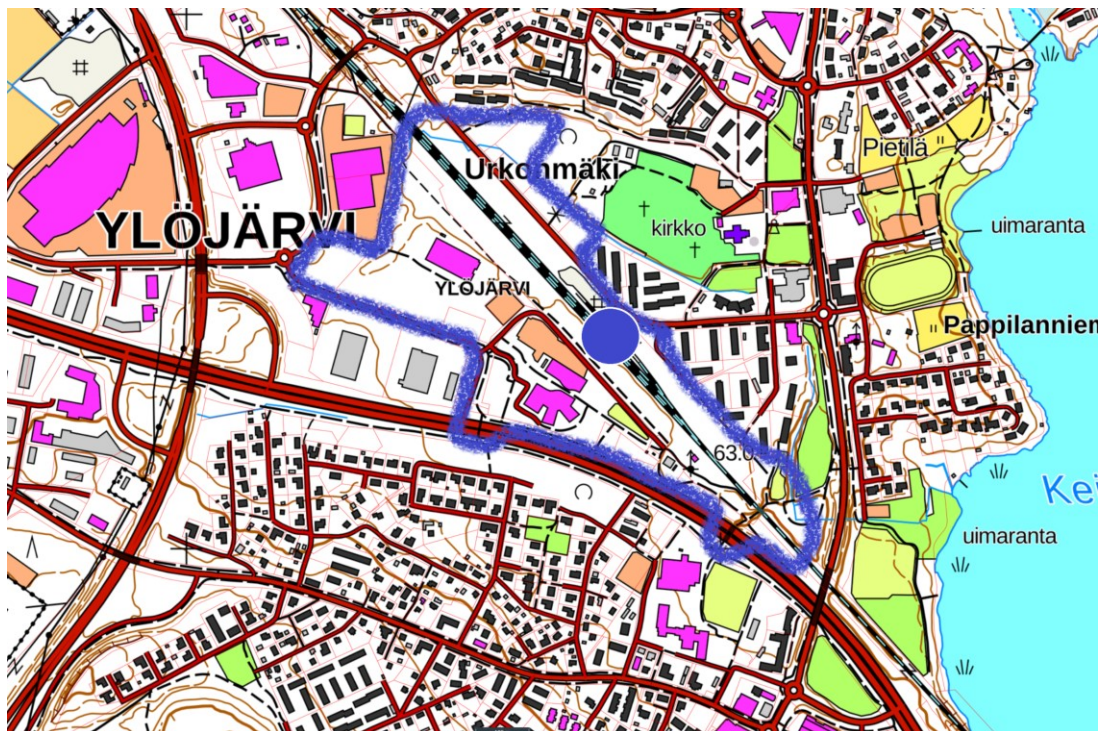 Pietilä
Urkonmäki
YLÖJÄRVI
kirkko
uimaranta
YLÖJÄRVI
Pappilanniem
63.0
Kei
uimaranta